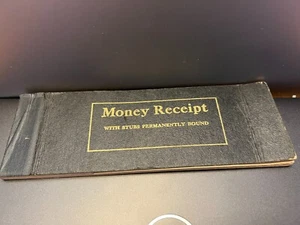 Money Receipt
WITH STUBS PERMANENTLY BOUND